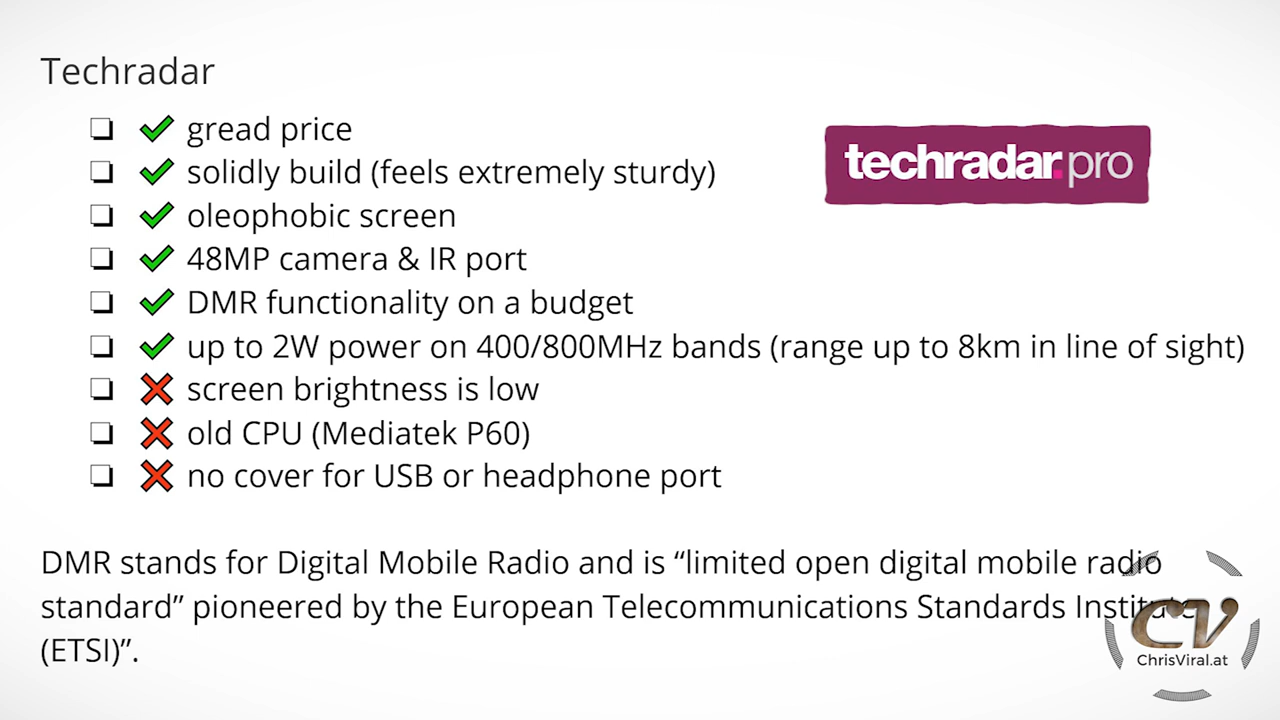 Techradar
gread price
techradar.pro
solidly build (feels extremely sturdy)
oleophobic screen
48MP camera & IR port
DMR functionality on a budget
up to 2W power on 400/800MHz bands (range up to 8km in line of sight)
screen brightness is low
old CPU (Mediatek P60)
no cover for USB or headphone port
DMR stands for Digital Mobile Radio and is “limited open digital mobile radio
standard” pioneered by the European Telecommunications Standards Institute
(ETSI)”.
CV
ChrisViral.at